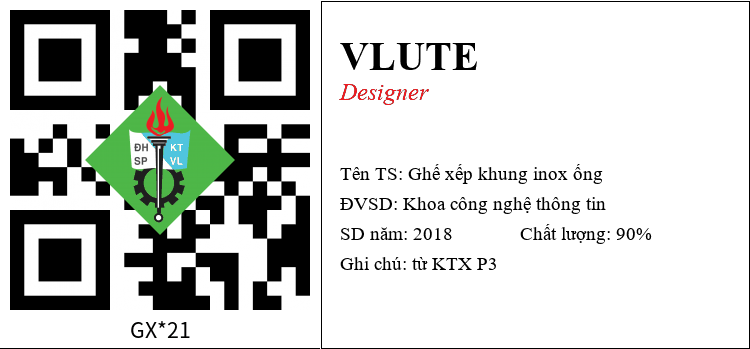 ĐH KT
SP VL
GX*21
VLUTE
Designer
Tên TS: Ghế xếp khung inox ống
ĐVSD: Khoa công nghệ thông tin
SD năm: 2018 Chất lượng: 90%
Ghi chú: từ KTX P3